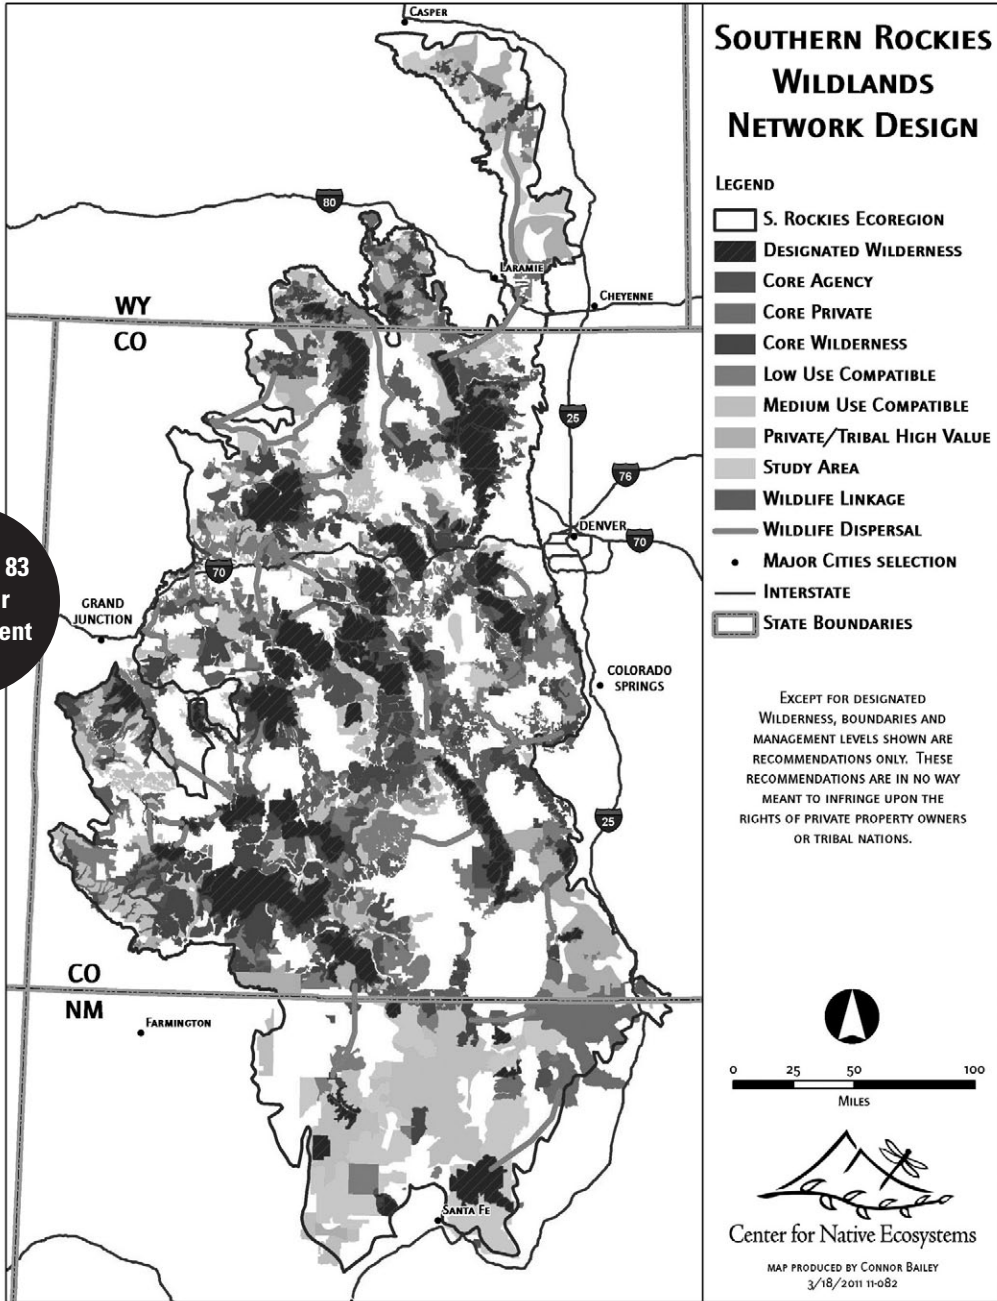 CASPER
80
LARAMIE
CHEYENNE
WY
CO
25
76
DENVER
70
70
GRAND
JUNCTION
83
r
ent
COLORADO
SPRINGS
25
CO
NM
FARMINGTON
SANTA FE
SOUTHERN ROCKIES
WILDLANDS
NETWORK DESIGN
LEGEND
S. ROCKIES ECOREGION
DESIGNATED WILDERNESS
CORE AGENCY
CORE PRIVATE
CORE WILDERNESS
LOW USE COMPATIBLE
MEDIUM USE COMPATIBLE
PRIVATE/TRIBAL HIGH VALUE
STUDY AREA
WILDLIFE LINKAGE
WILDLIFE DISPERSAL
MAJOR CITIES SELECTION
INTERSTATE
STATE BOUNDARIES
EXCEPT FOR DESIGNATED
WILDERNESS, BOUNDARIES AND
MANAGEMENT LEVELS SHOWN ARE
RECOMMENDATIONS ONLY. THESE
RECOMMENDATIONS ARE IN NO WAY
MEANT TO INFRINGE UPON THE
RIGHTS OF PRIVATE PROPERTY OWNERS
OR TRIBAL NATIONS.
0 25 50 100
MILES
Center for Native Ecosystems
MAP PRODUCED BY CONNOR BAILEY
3/18/2011 11-082